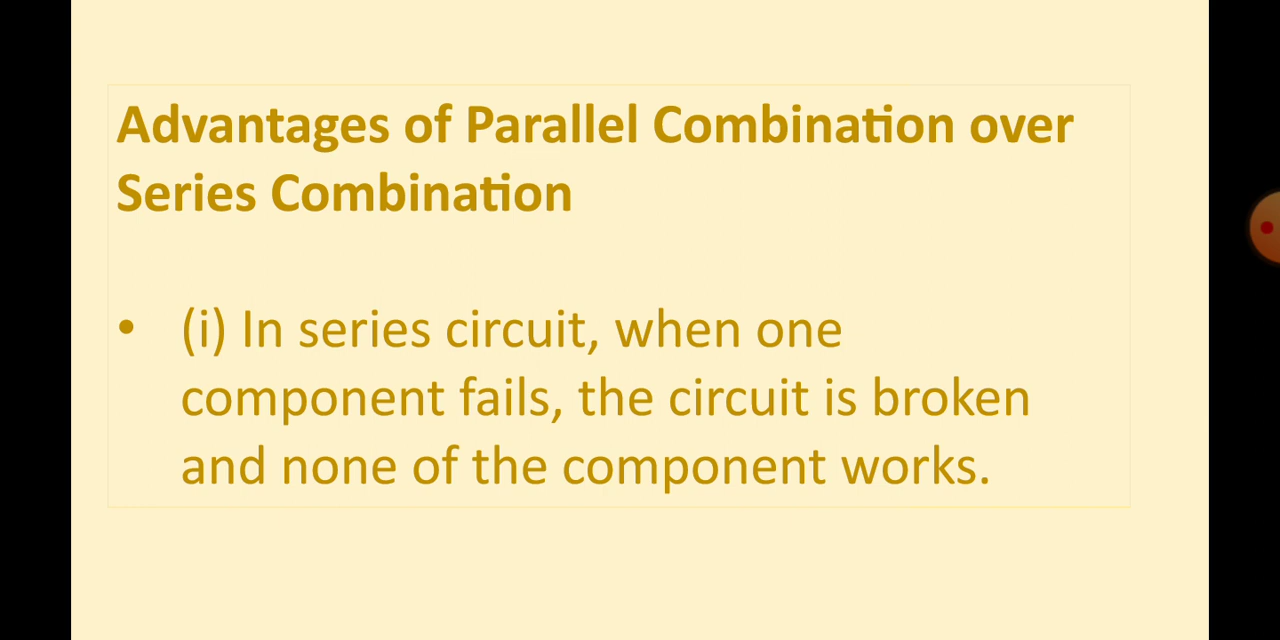 Advantages of Parallel Combination over
Series Combination
• (i) In series circuit, when one
component fails, the circuit is broken
and none of the component works.